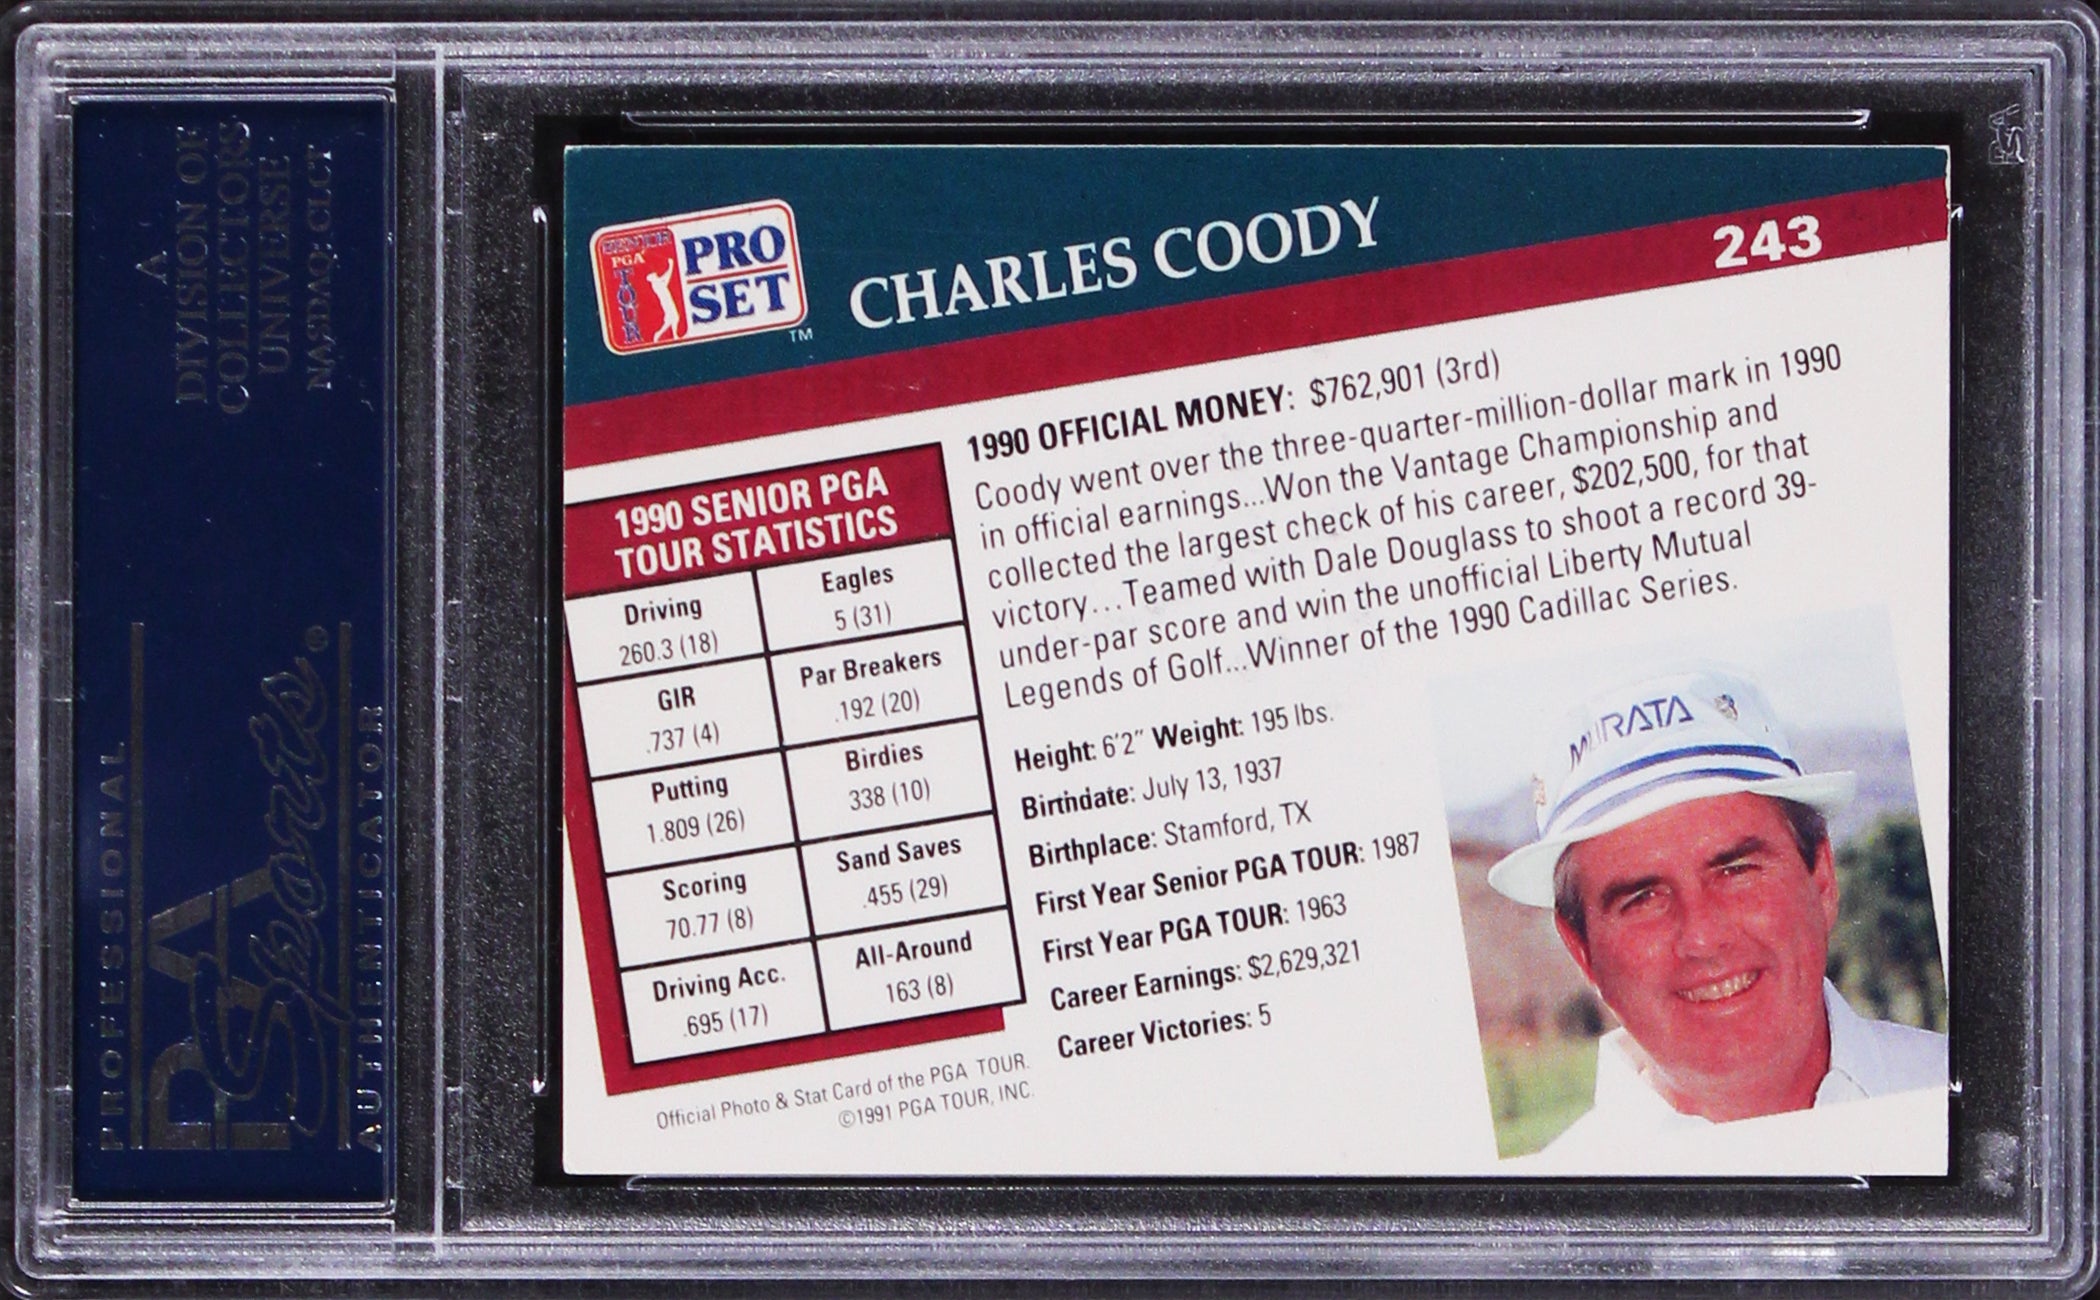 A
DIVISION OF
COLLECTORS
UNIVERSE
NASDAQ: CLCT
PROFESSIONAL
PSA
Sports®
AUTHENTICATOR
SENIOR
PGA
TOUR
PRO
SET
TM
CHARLES COODY
243
1990 OFFICIAL MONEY: $762,901 (3rd)
Coody went over the three-quarter-million-dollar mark in 1990
in official earnings...Won the Vantage Championship and
collected the largest check of his career, $202,500, for that
victory...Teamed with Dale Douglass to shoot a record 39-
under-par score and win the unofficial Liberty Mutual
Legends of Golf...Winner of the 1990 Cadillac Series.
1990 SENIOR PGA
TOUR STATISTICS
Driving
260.3 (18)
Eagles
5 (31)
GIR
.737 (4)
Par Breakers
.192 (20)
Putting
1.809 (26)
Birdies
338 (10)
Scoring
70.77 (8)
Sand Saves
.455 (29)
Driving Acc.
.695 (17)
All-Around
163 (8)
Height: 6'2" Weight: 195 lbs.
Birthdate: July 13, 1937
Birthplace: Stamford, TX
First Year Senior PGA TOUR: 1987
First Year PGA TOUR: 1963
Career Earnings: $2,629,321
Career Victories: 5
MURATA
Official Photo & Stat Card of the PGA TOUR.
©1991 PGA TOUR, INC.
PSA